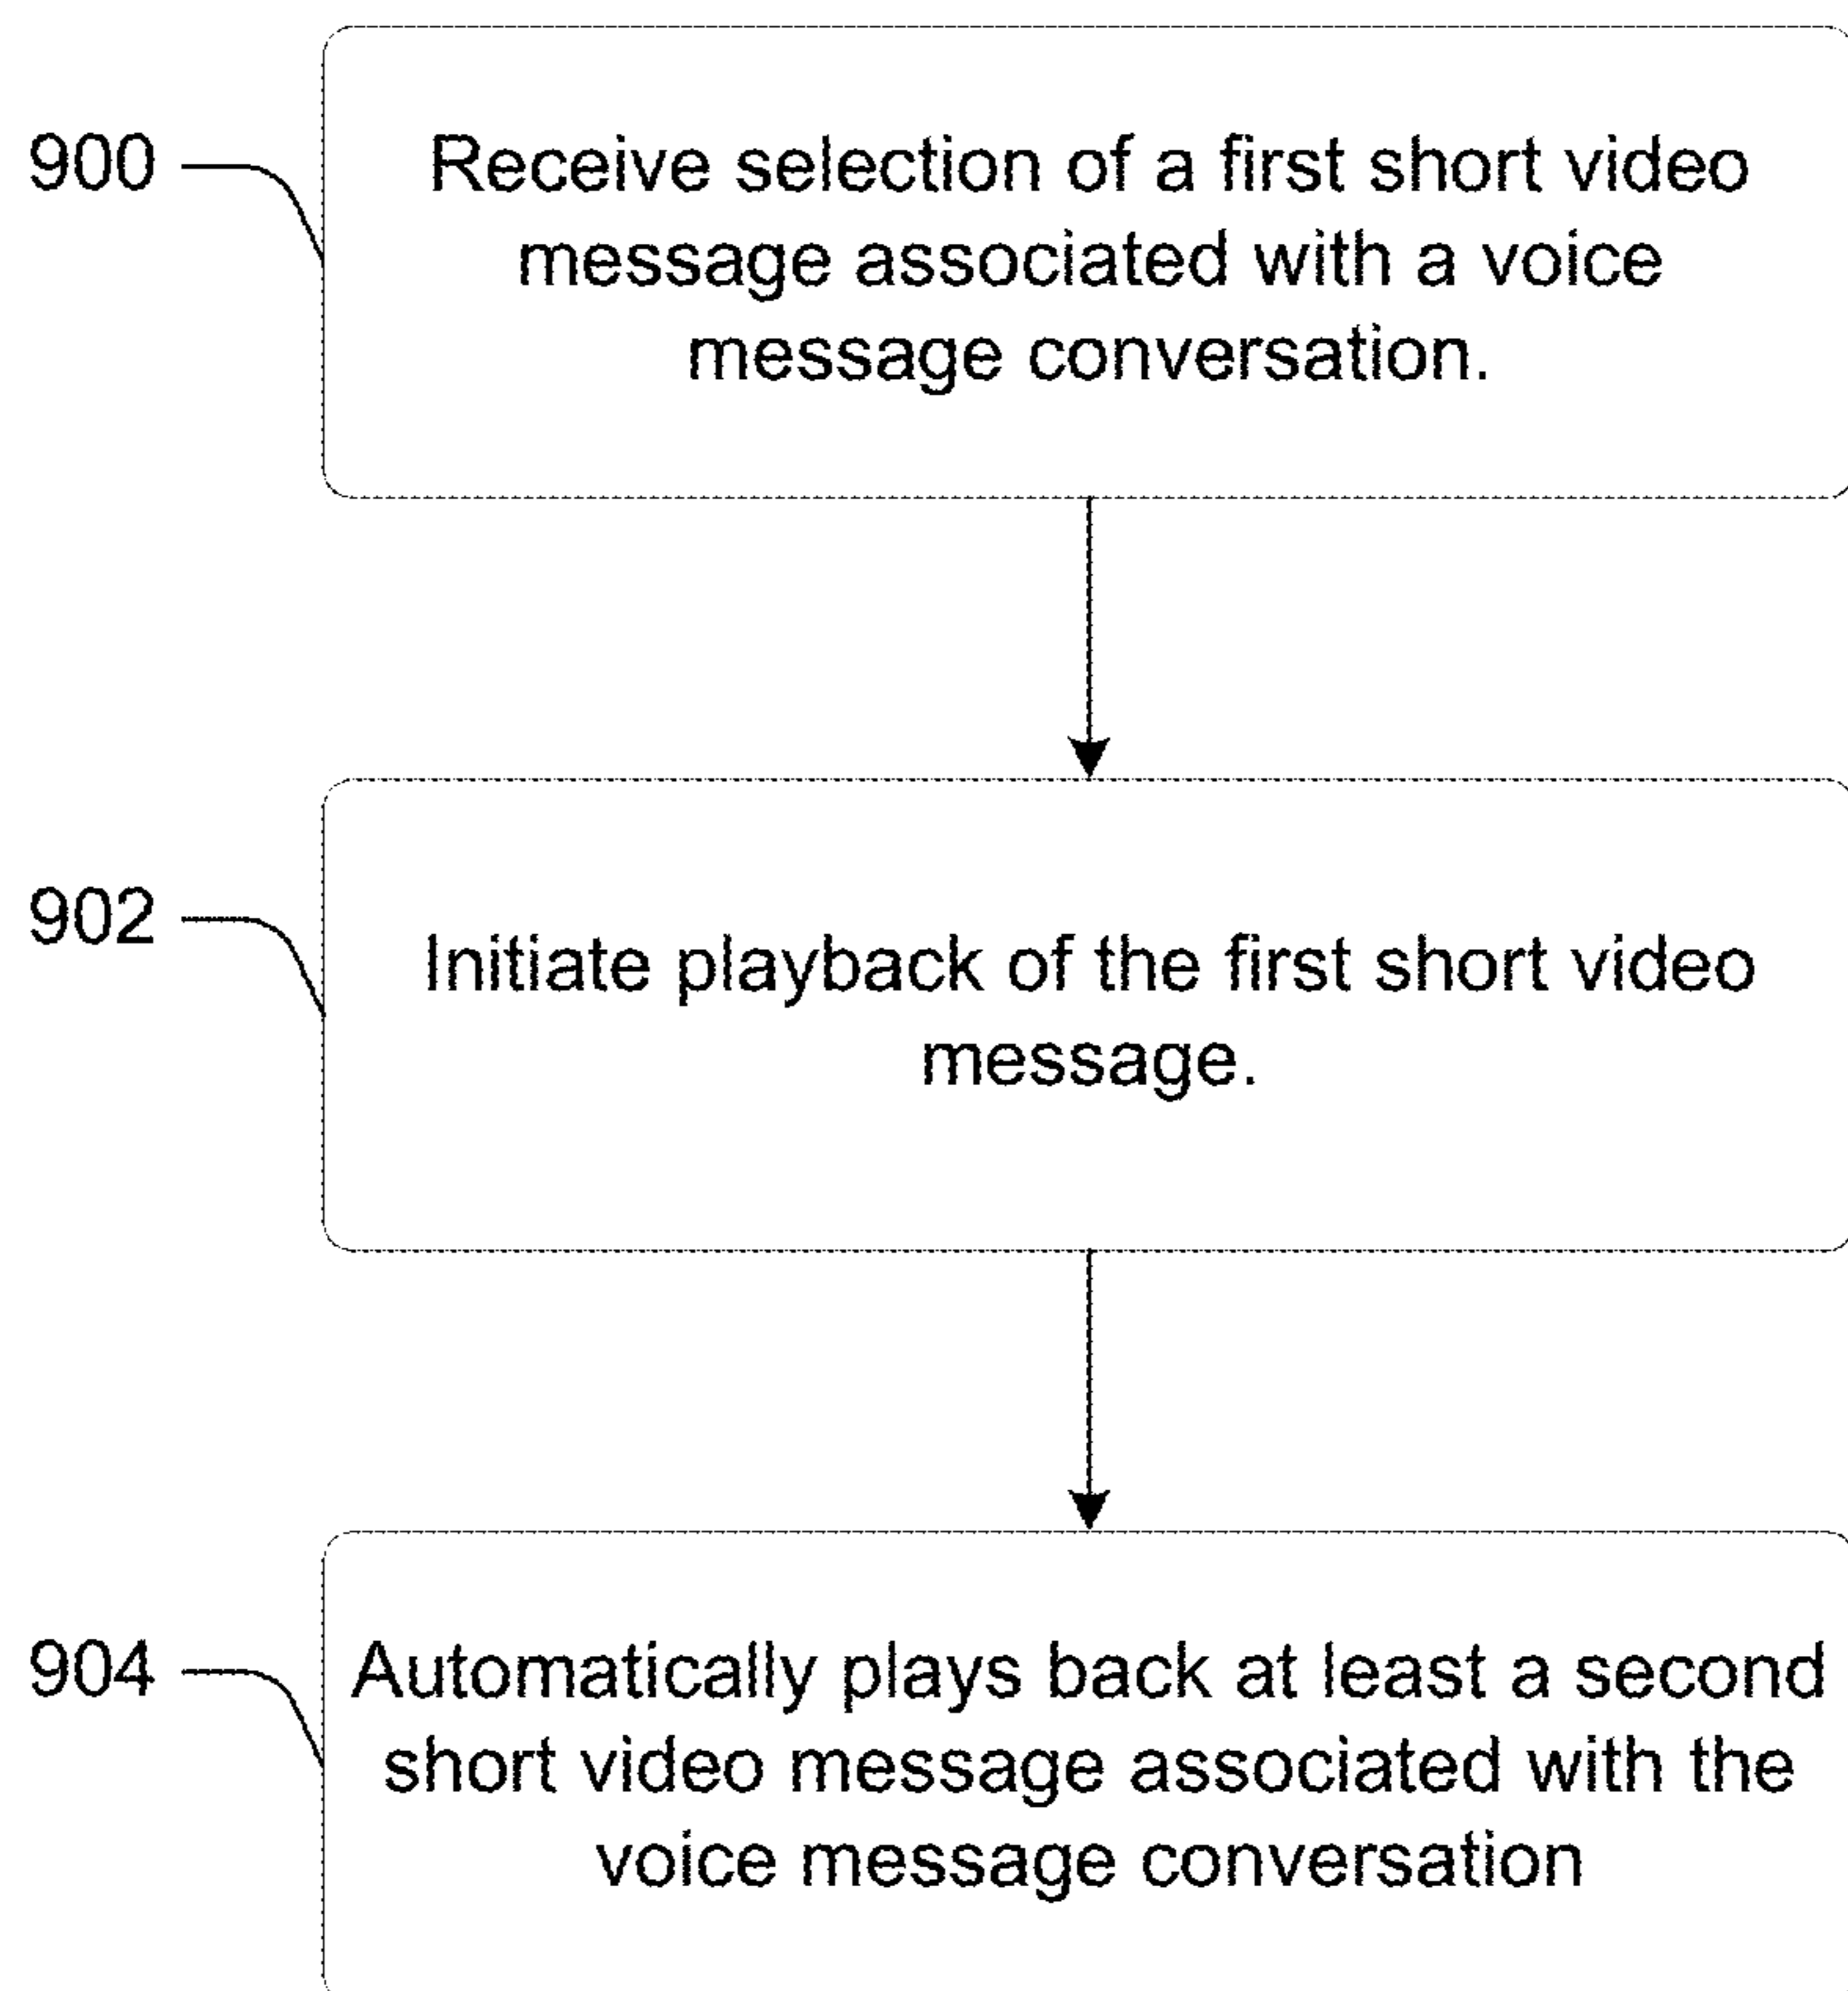 900
Receive selection of a first short video
message associated with a voice
message conversation.
902
Initiate playback of the first short video
message.
904
Automatically plays back at least a second
short video message associated with the
voice message conversation